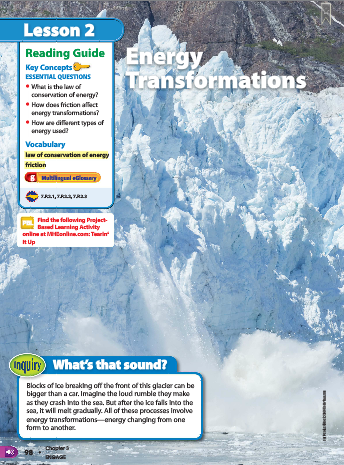 Lesson 2
Reading Guide
Key Concepts
ESSENTIAL QUESTIONS
• What is the law of
conservation of energy?
• How does friction affect
energy transformations?
• How are different types of
energy used?
Vocabulary
law of conservation of energy
friction
g Multilingual eGlossary
7.P.2.1, 7.P.2.2, 7.P.2.3
Find the following Project-
Based Learning Activity
online at MHEonline.com: Tearin'
It Up
Energy
Transformations
inquiry What's that sound?
Blocks of ice breaking off the front of this glacier can be
bigger than a car. Imagine the loud rumble they make
as they crash into the sea. But after the ice falls into the
sea, it will melt gradually. All of these processes involve
energy transformations—energy changing from one
form to another.
98 • Chapter 3
ENGAGE